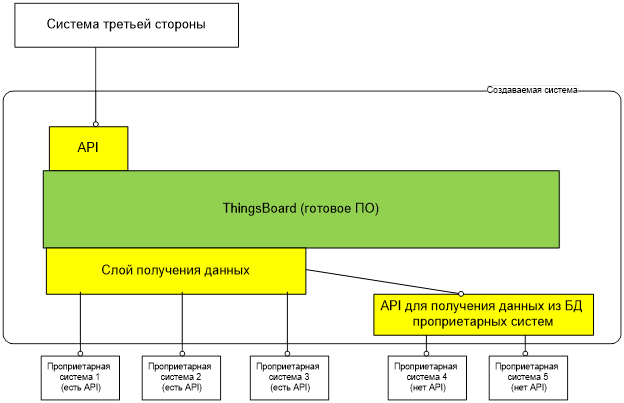 Система третьей стороны
Создаваемая система
API
ThingsBoard (готовое ПО)
Слой получения данных
API для получения данных из БД
проприетарных систем
Проприетарная
система 1
(есть API)
Проприетарная
система 2
(есть API)
Проприетарная
система 3
(есть API)
Проприетарная
система 4
(нет API)
Проприетарная
система 5
(нет API)